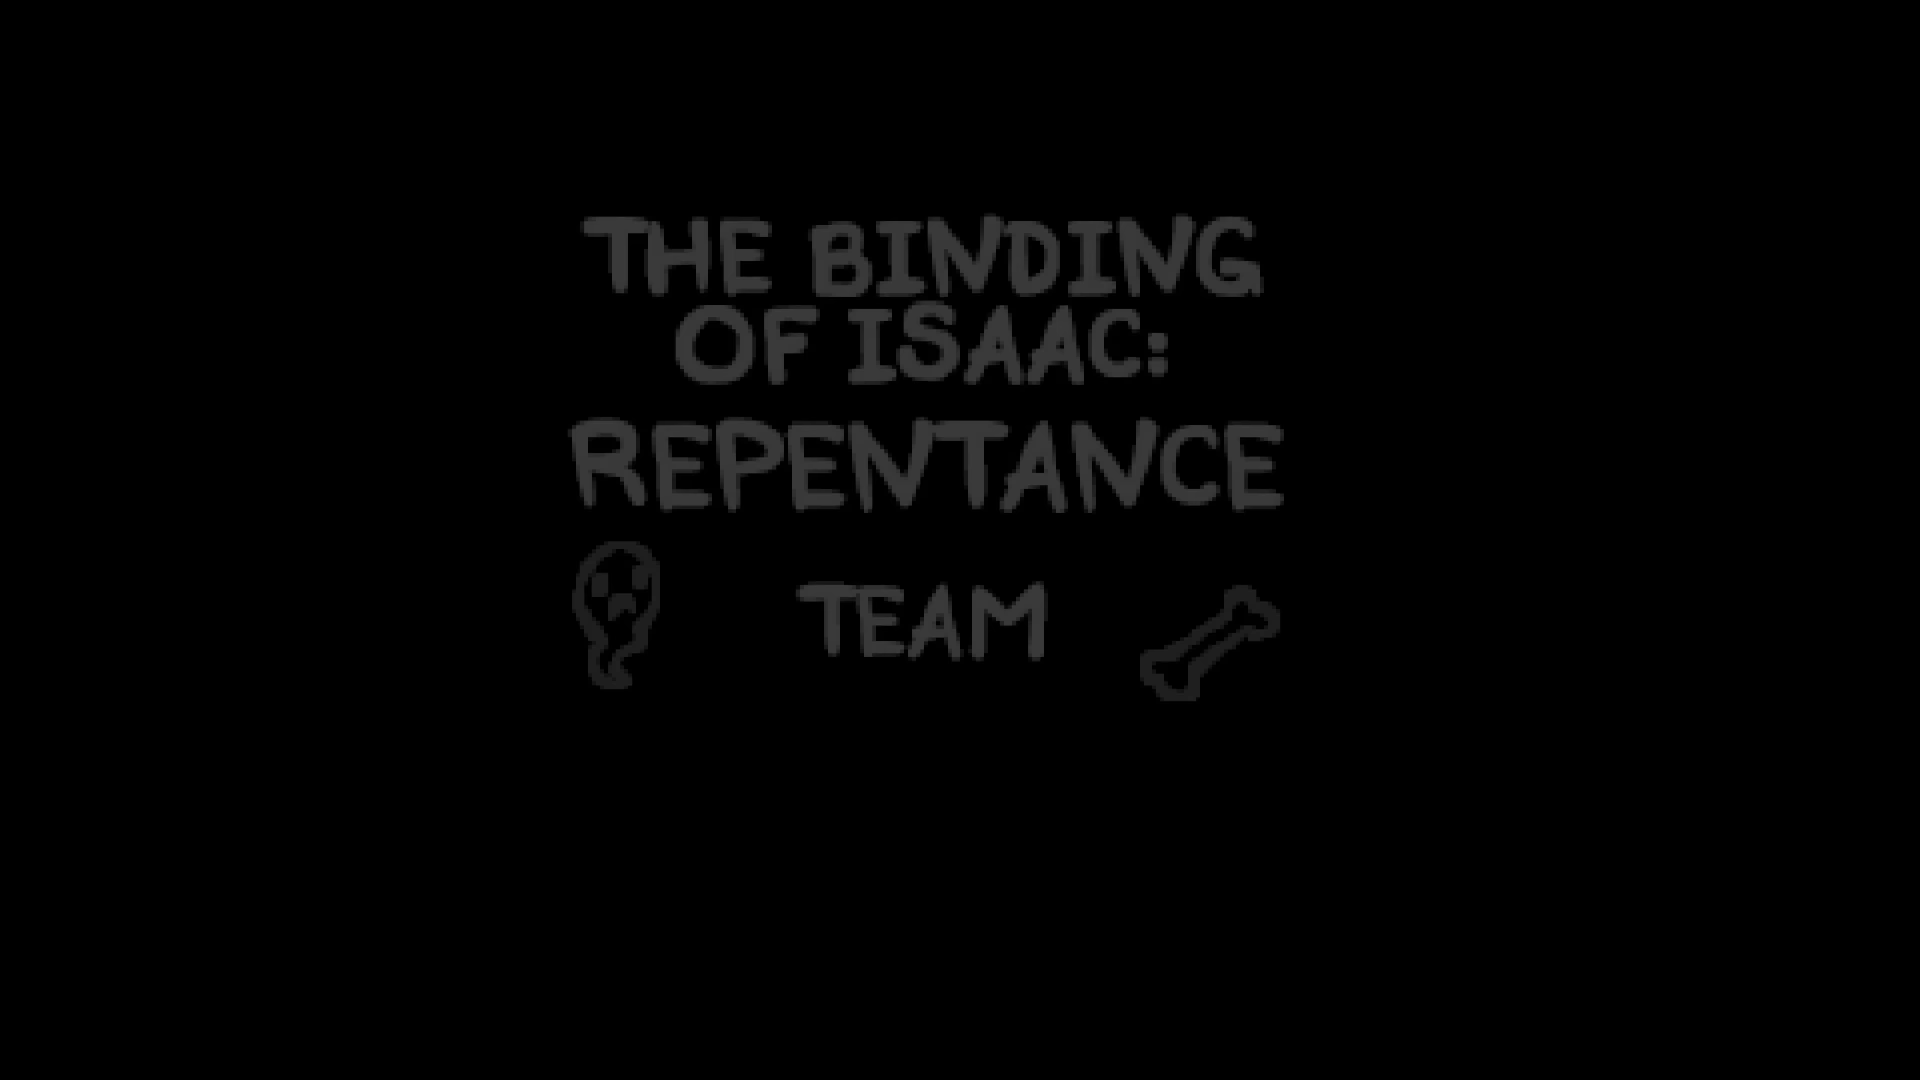 THE BINDING
OF ISAAC:
REPENTANCE
TEAM